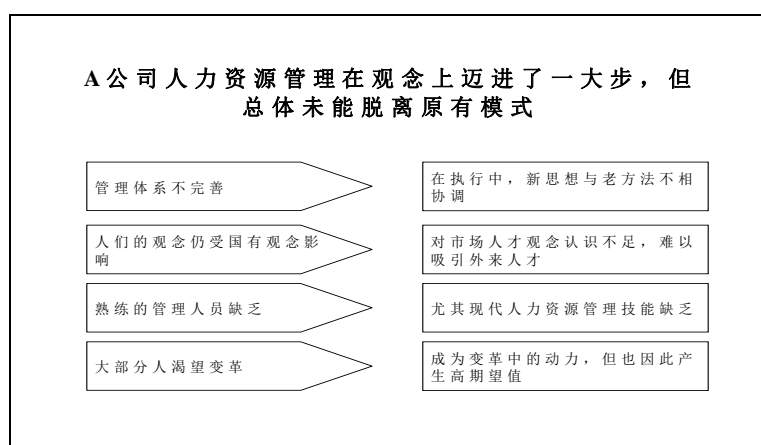 A公司人力资源管理在观念上迈进了一大步，但
总体未能脱离原有模式
管理体系不完善
在执行中，新思想与老方法不相
协调
人们的观念仍受国有观念影
响
对市场人才观念认识不足，难以
吸引外来人才
熟练的管理人员缺乏
尤其现代人力资源管理技能缺乏
大部分人渴望变革
成为变革中的动力，但也因此产
生高期望值